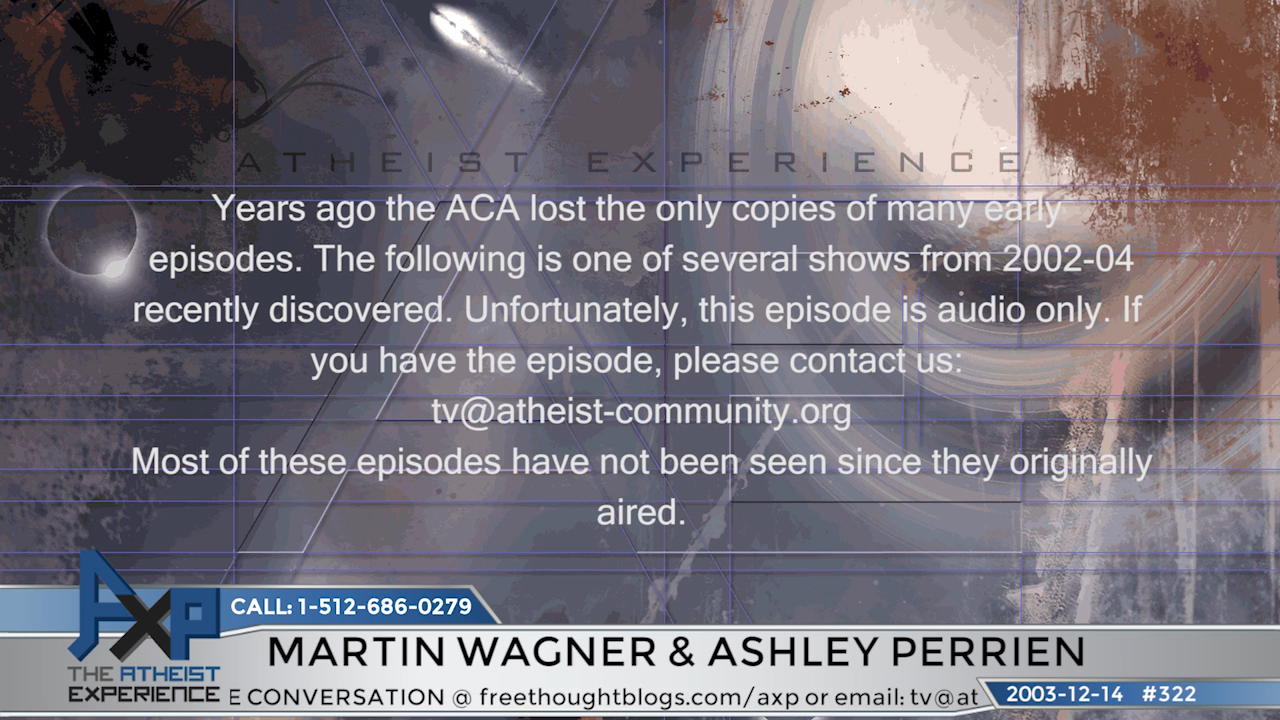 ATHEIST EXPERIENCE
Years ago the ACA lost the only copies of many early
episodes. The following is one of several shows from 2002-04
recently discovered. Unfortunately, this episode is audio only. If
you have the episode, please contact us:
tv@atheist-community.org
Most of these episodes have not been seen since they originally
aired.
CALL: 1-512-686-0279
AXP
MARTIN WAGNER & ASHLEY PERRIEN
THE ATHEIST
EXPERIENCE
E CONVERSATION @ freethoughtblogs.com/axp or email: tv@at
2003-12-14 #322